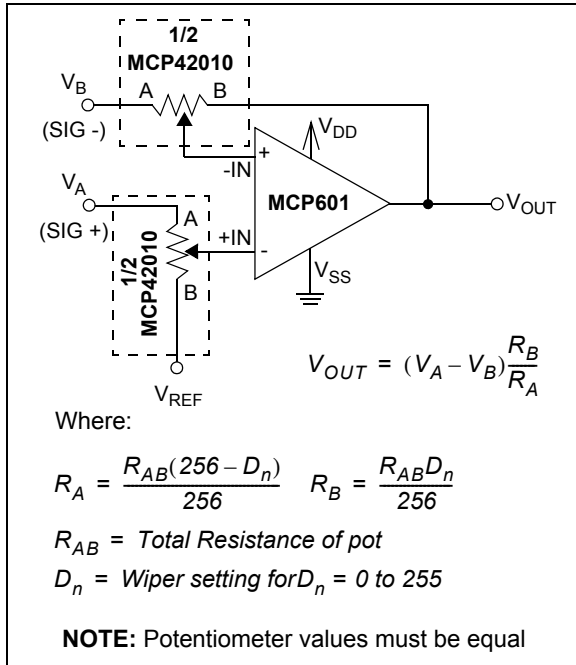 1/2
MCP42010
V_B
A
B
(SIG -)
V_DD
+
-IN
V_A
MCP601
V_OUT
(SIG +)
A
+IN
-
1/2
MCP42010
B
V_SS
V_REF
V_OUT = (V_A – V_B) R_B / R_A
Where:
R_A = R_AB(256 – D_n) / 256   R_B = R_AB D_n / 256
R_AB = Total Resistance of pot
D_n = Wiper setting forD_n = 0 to 255
NOTE: Potentiometer values must be equal